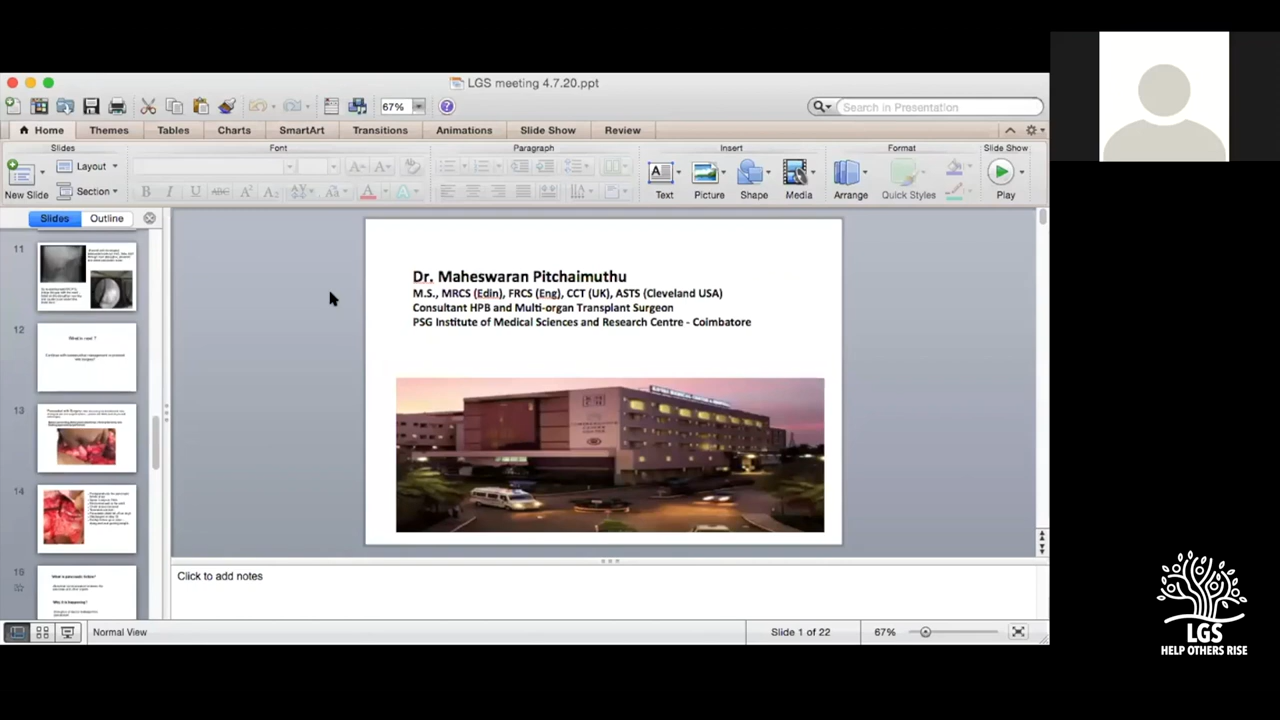 LGS meeting 4.7.20.ppt
67%
Search in Presentation
Home
Themes
Tables
Charts
SmartArt
Transitions
Animations
Slide Show
Review
Slides
Font
Paragraph
Insert
Format
Slide Show
New Slide
Layout
Section
Text
Picture
Shape
Media
Arrange
Quick Styles
Play
Slides
Outline
11
12
What is next ?
13
14
Dr. Maheswaran Pitchaimuthu
M.S., MRCS (Edin), FRCS (Eng), CCT (UK), ASTS (Cleveland USA)
Consultant HPB and Multi-organ Transplant Surgeon
PSG Institute of Medical Sciences and Research Centre - Coimbatore
Click to add notes
Normal View
Slide 1 of 22
67%
LGS
HELP OTHERS RISE